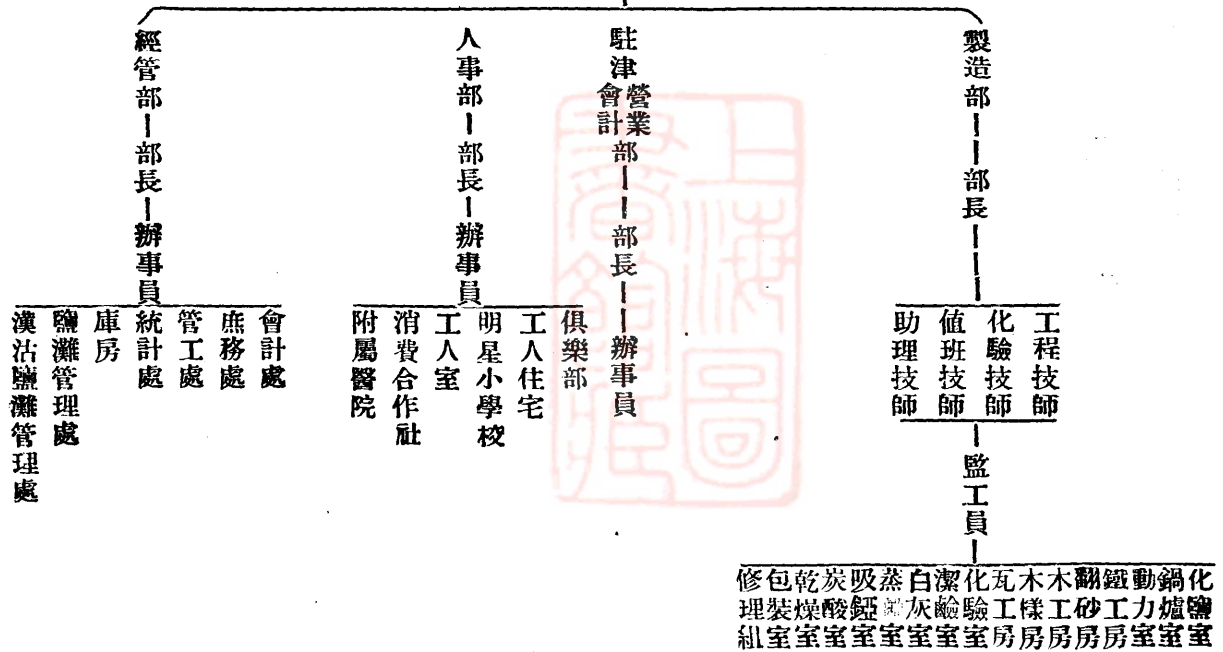 製造部
部長
工程技師
化驗技師
值班技師
助理技師
監工員
化鹽室
鍋爐室
動力室
鐵工房
翻砂房
木工房
木樣房
瓦工房
化驗室
潔鹼室
白灰室
蒸室
吸錏室
炭酸室
乾燥室
包裝室
修理組
駐津營業會計部
部長
辦事員
人事部
部長
辦事員
俱樂部
工人住宅
明星小學校
工人室
消費合作社
附屬醫院
經管部
部長
辦事員
會計處
庶務處
管工處
統計處
庫房
鹽灘管理處
漢沽鹽灘管理處
上海圖書館藏